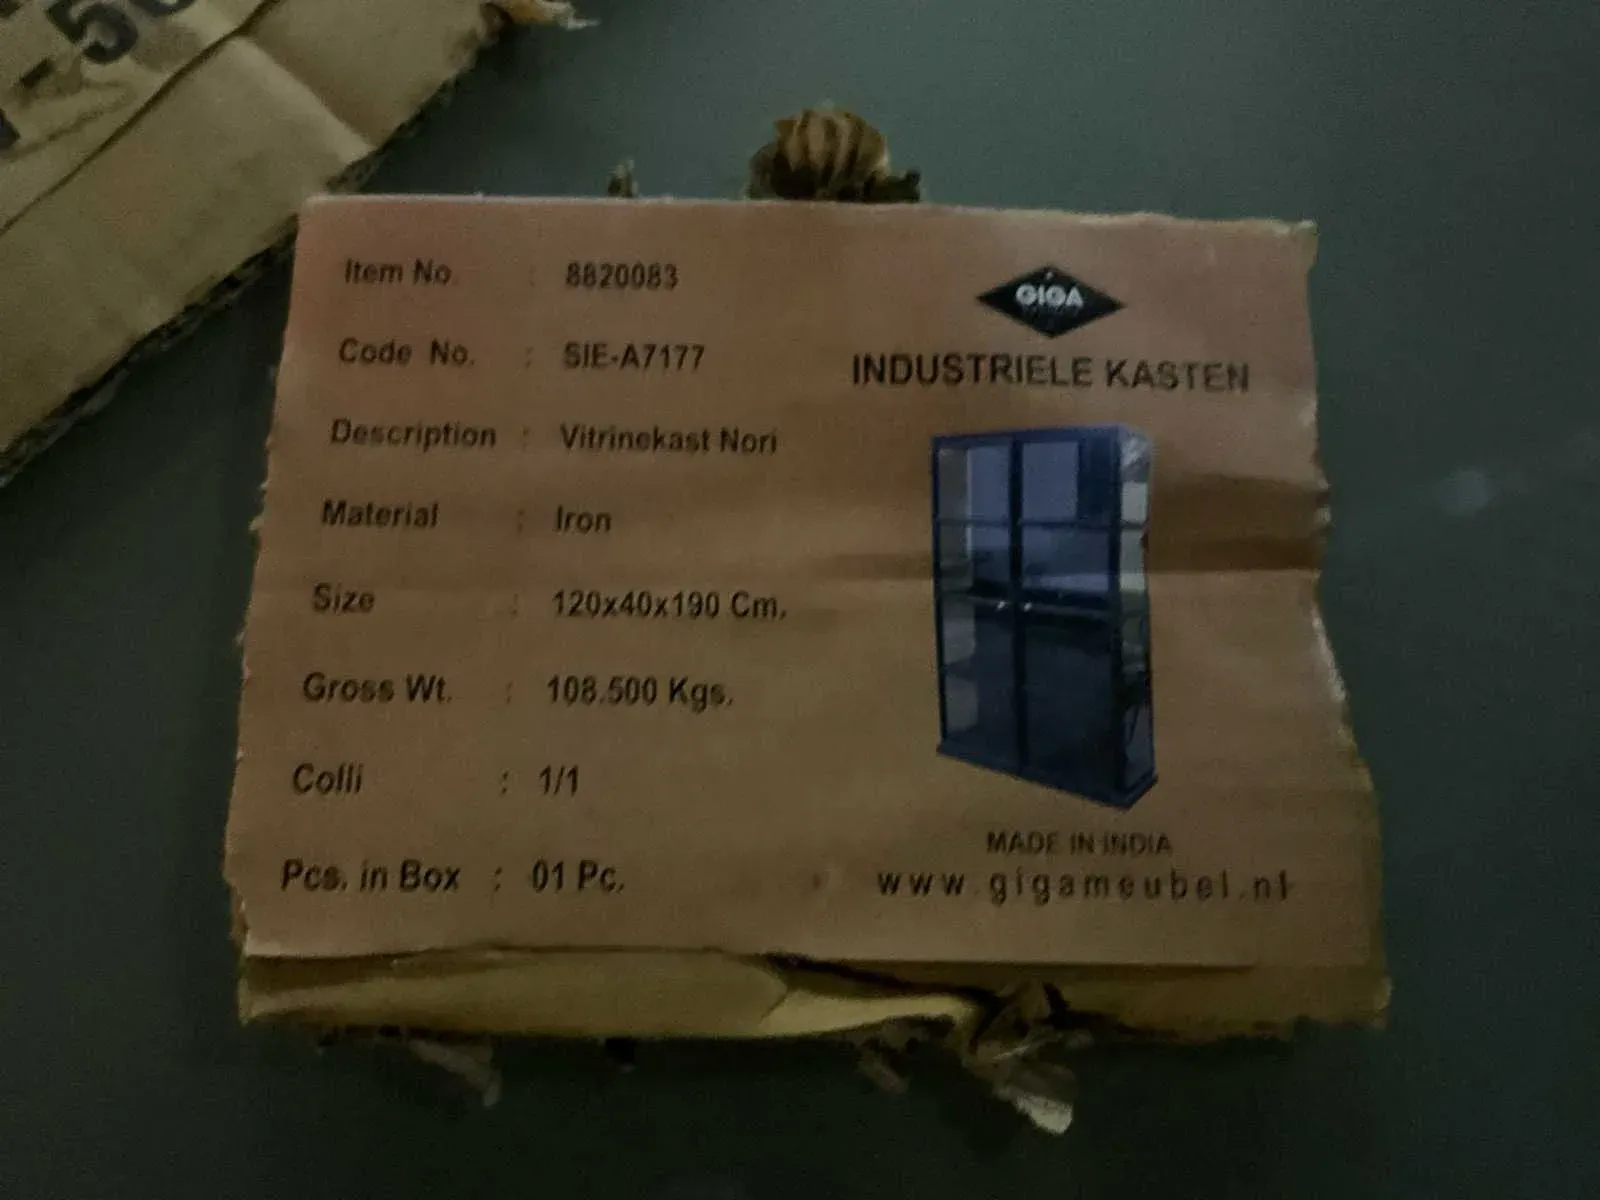 - 50
Item No. : 8820083
Code No. : SIE-A7177
Description : Vitrinekast Nori
Material : Iron
Size : 120x40x190 Cm.
Gross Wt. : 108.500 Kgs.
Colli : 1/1
Pcs. in Box : 01 Pc.
GIGA
INDUSTRIELE KASTEN
MADE IN INDIA
www.gigameubel.nl